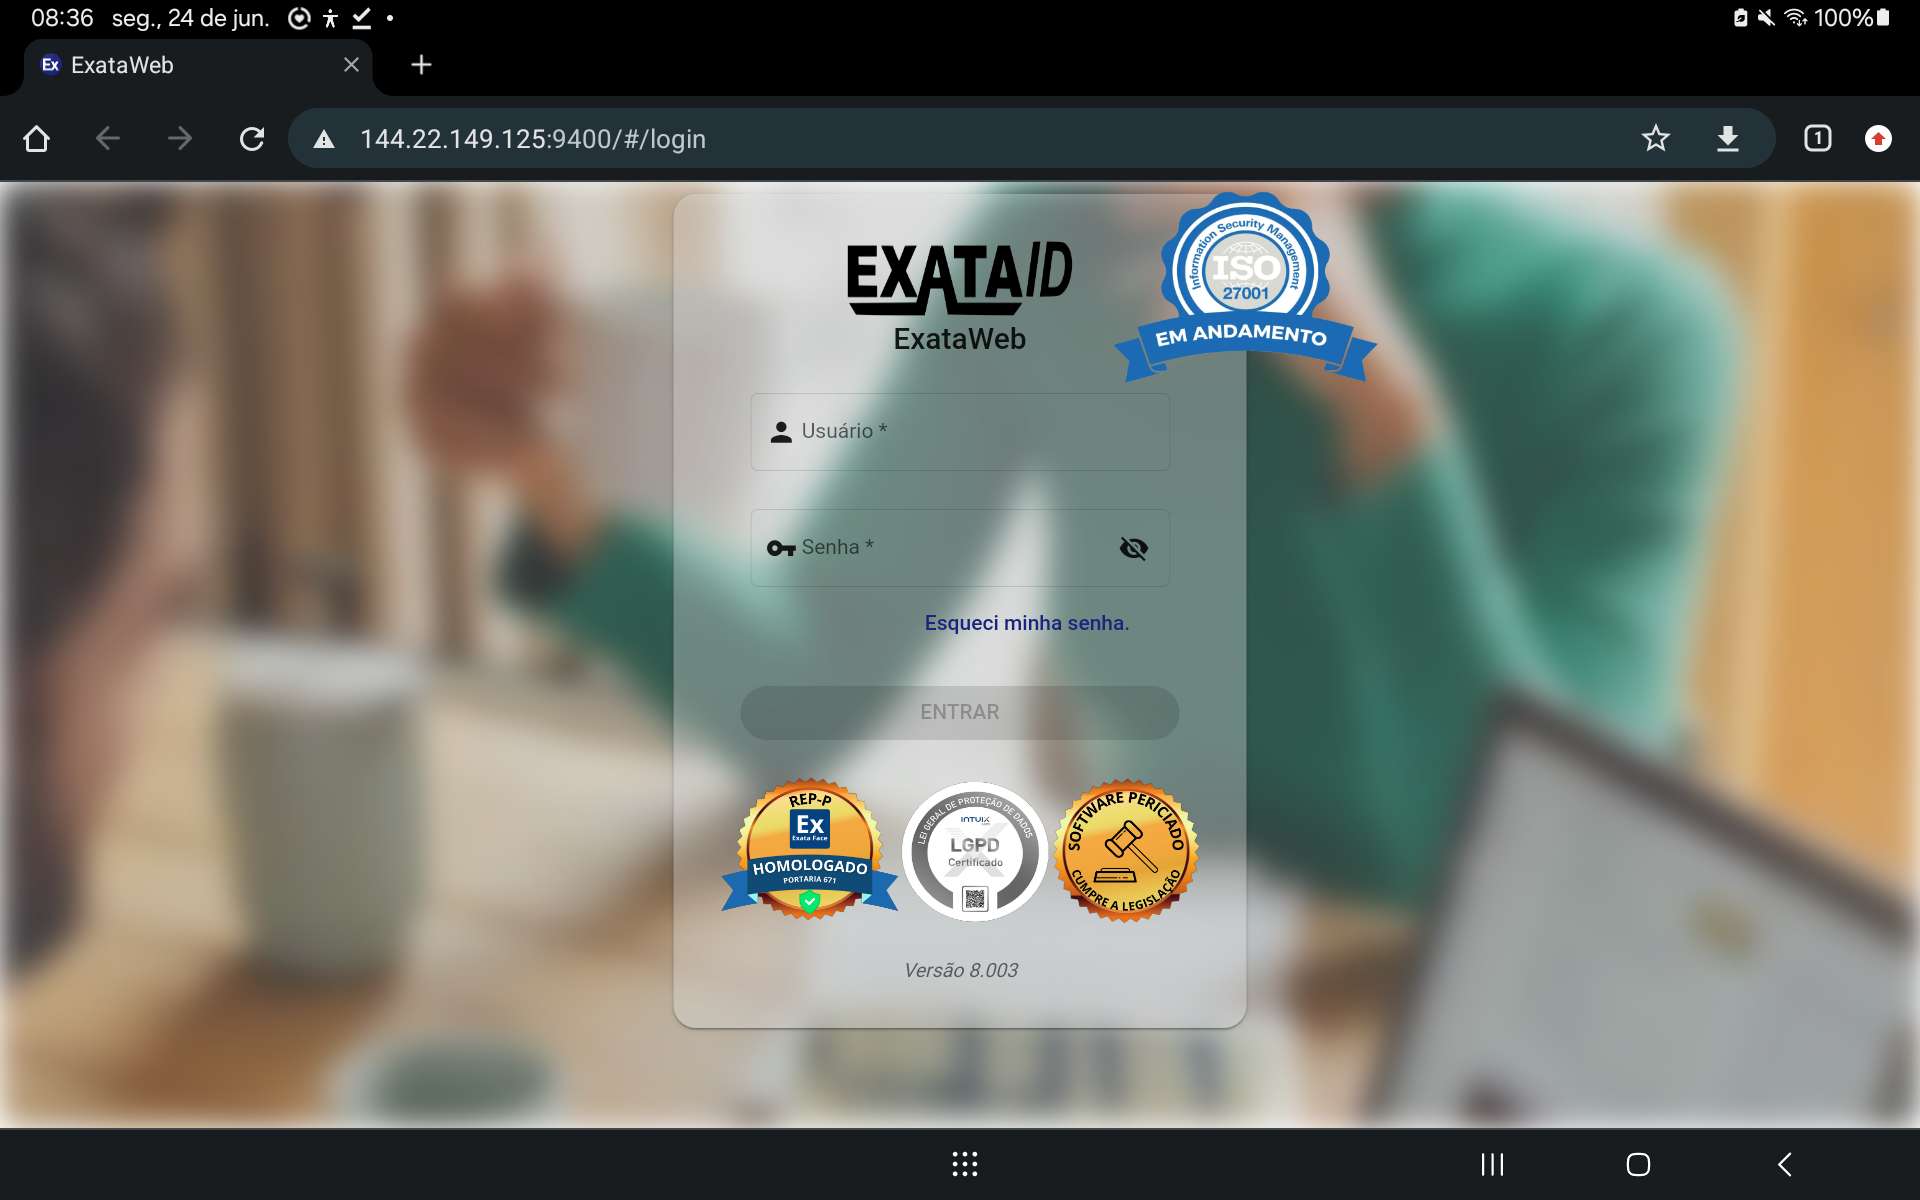 08:36 seg., 24 de jun.
100%
Ex ExataWeb
144.22.149.125:9400/#/login
1
EXATAID
ExataWeb
Information Security Management
ISO
27001
EM ANDAMENTO
Usuário *
Senha *
Esqueci minha senha.
ENTRAR
REP-P
Ex
Exata Face
HOMOLOGADO
PORTARIA 671
LEI GERAL DE PROTEÇÃO DE DADOS
INTUIX
LGPD
Certificado
SOFTWARE PERICIADO
CUMPRE A LEGISLAÇÃO
Versão 8.003